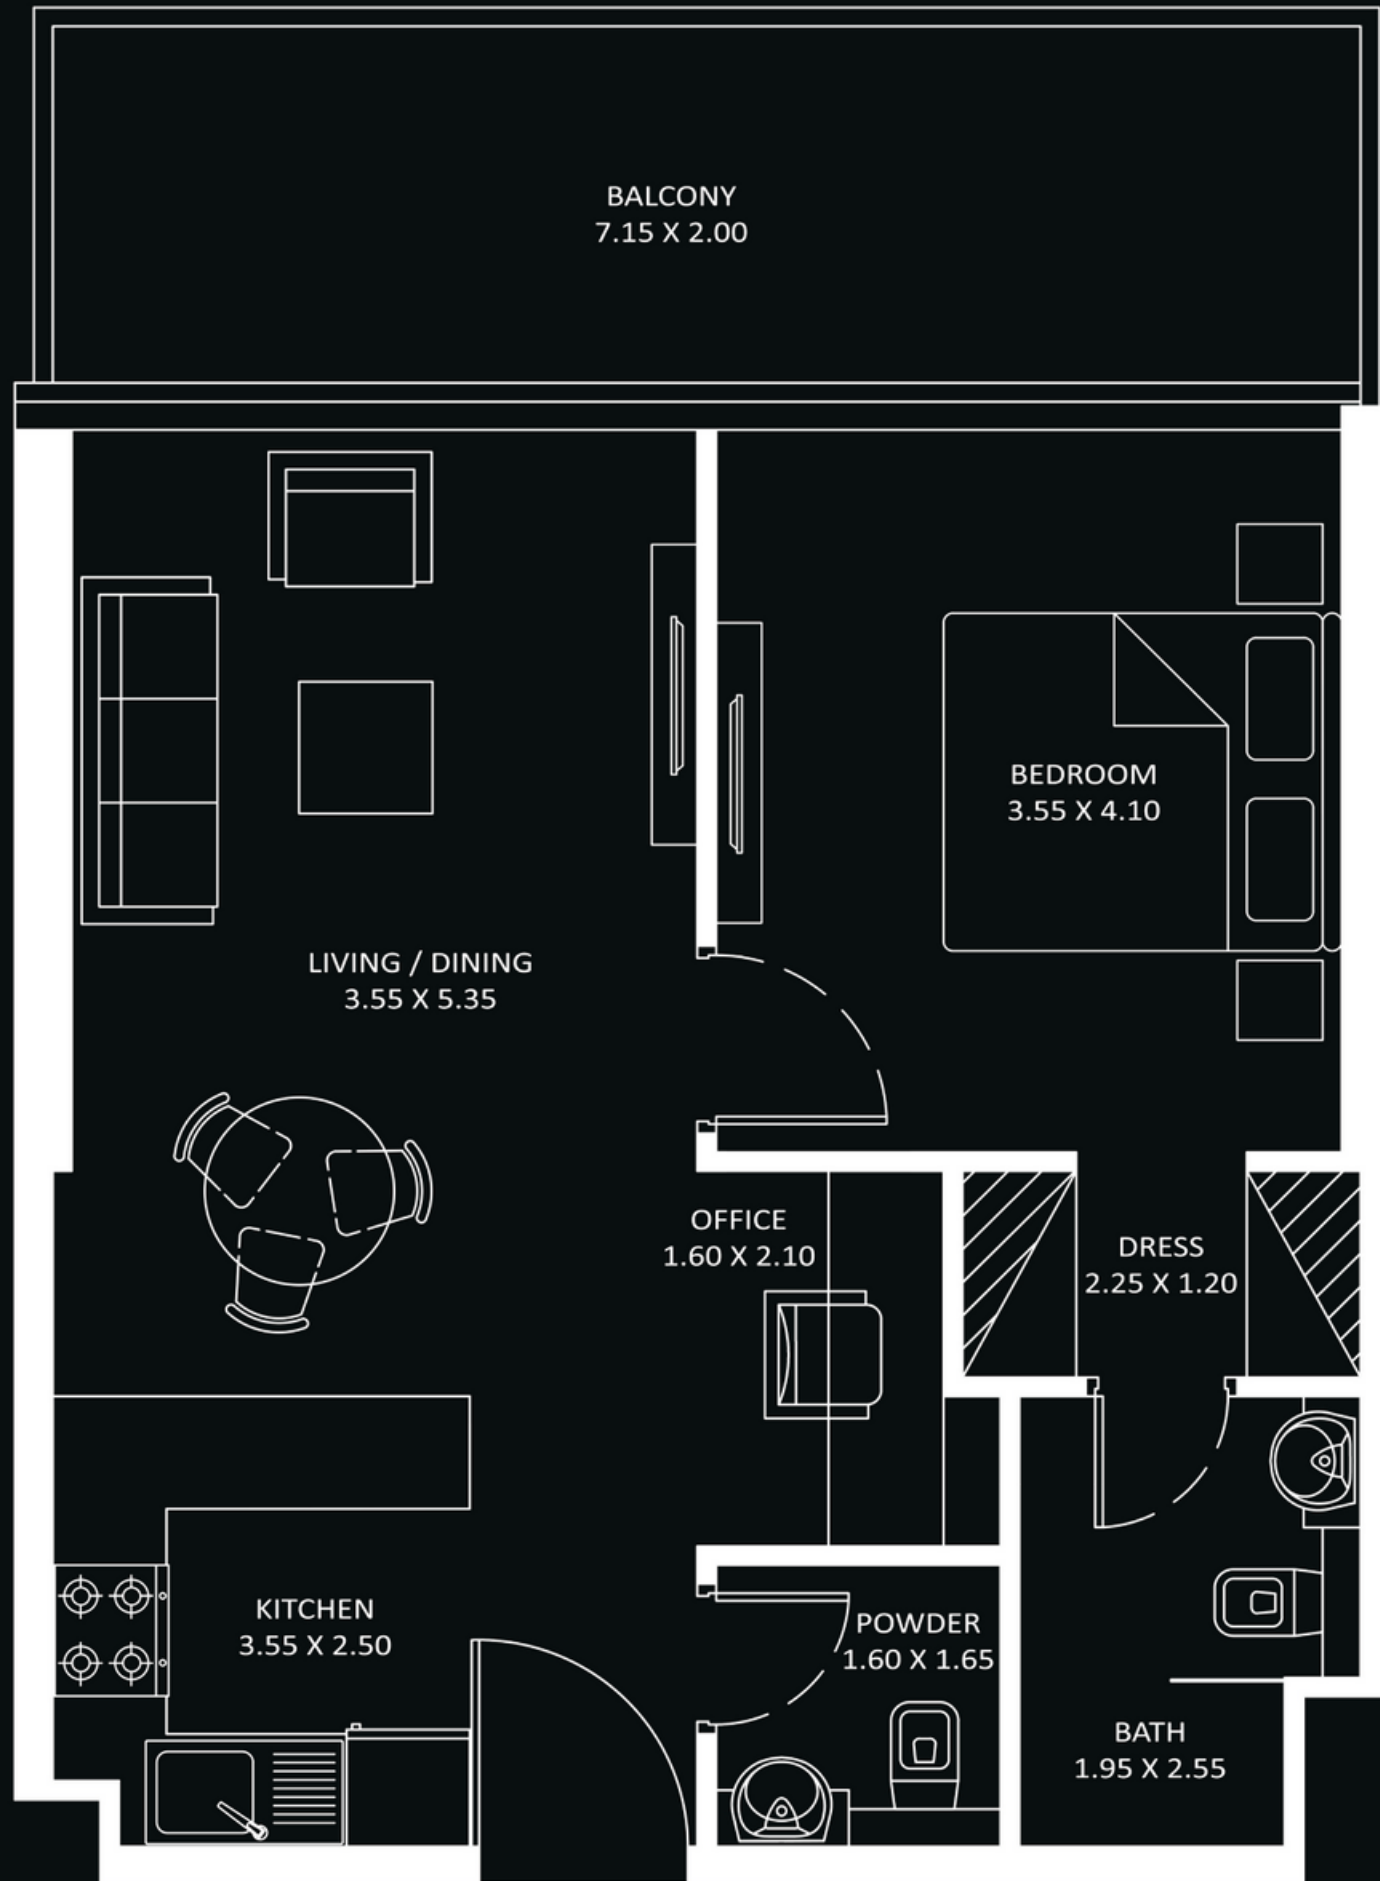 BALCONY
7.15 X 2.00
BEDROOM
3.55 X 4.10
LIVING / DINING
3.55 X 5.35
OFFICE
1.60 X 2.10
DRESS
2.25 X 1.20
KITCHEN
3.55 X 2.50
POWDER
1.60 X 1.65
BATH
1.95 X 2.55